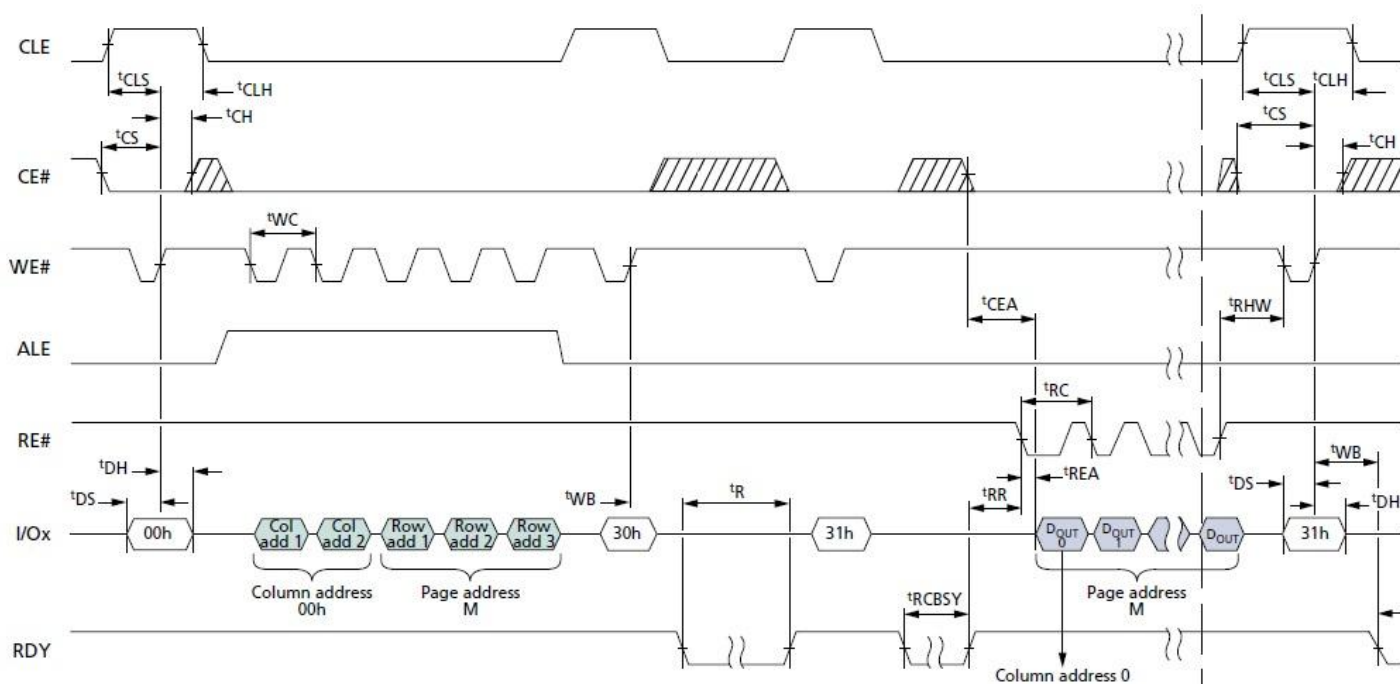 CLE
tCLS
tCLH
tCLS
tCLH
tCH
tCS
tCS
tCH
CE#
tWC
WE#
tCEA
tRHW
ALE
tRC
RE#
tDH
tWB
tDS
tWB
tR
tRR
tREA
tDS
tDH
I/Ox
00h
Col add 1
Col add 2
Row add 1
Row add 2
Row add 3
30h
31h
DOUT 0
DOUT 1
DOUT
31h
Column address
00h
Page address
M
tRCBSY
Page address
M
RDY
Column address 0